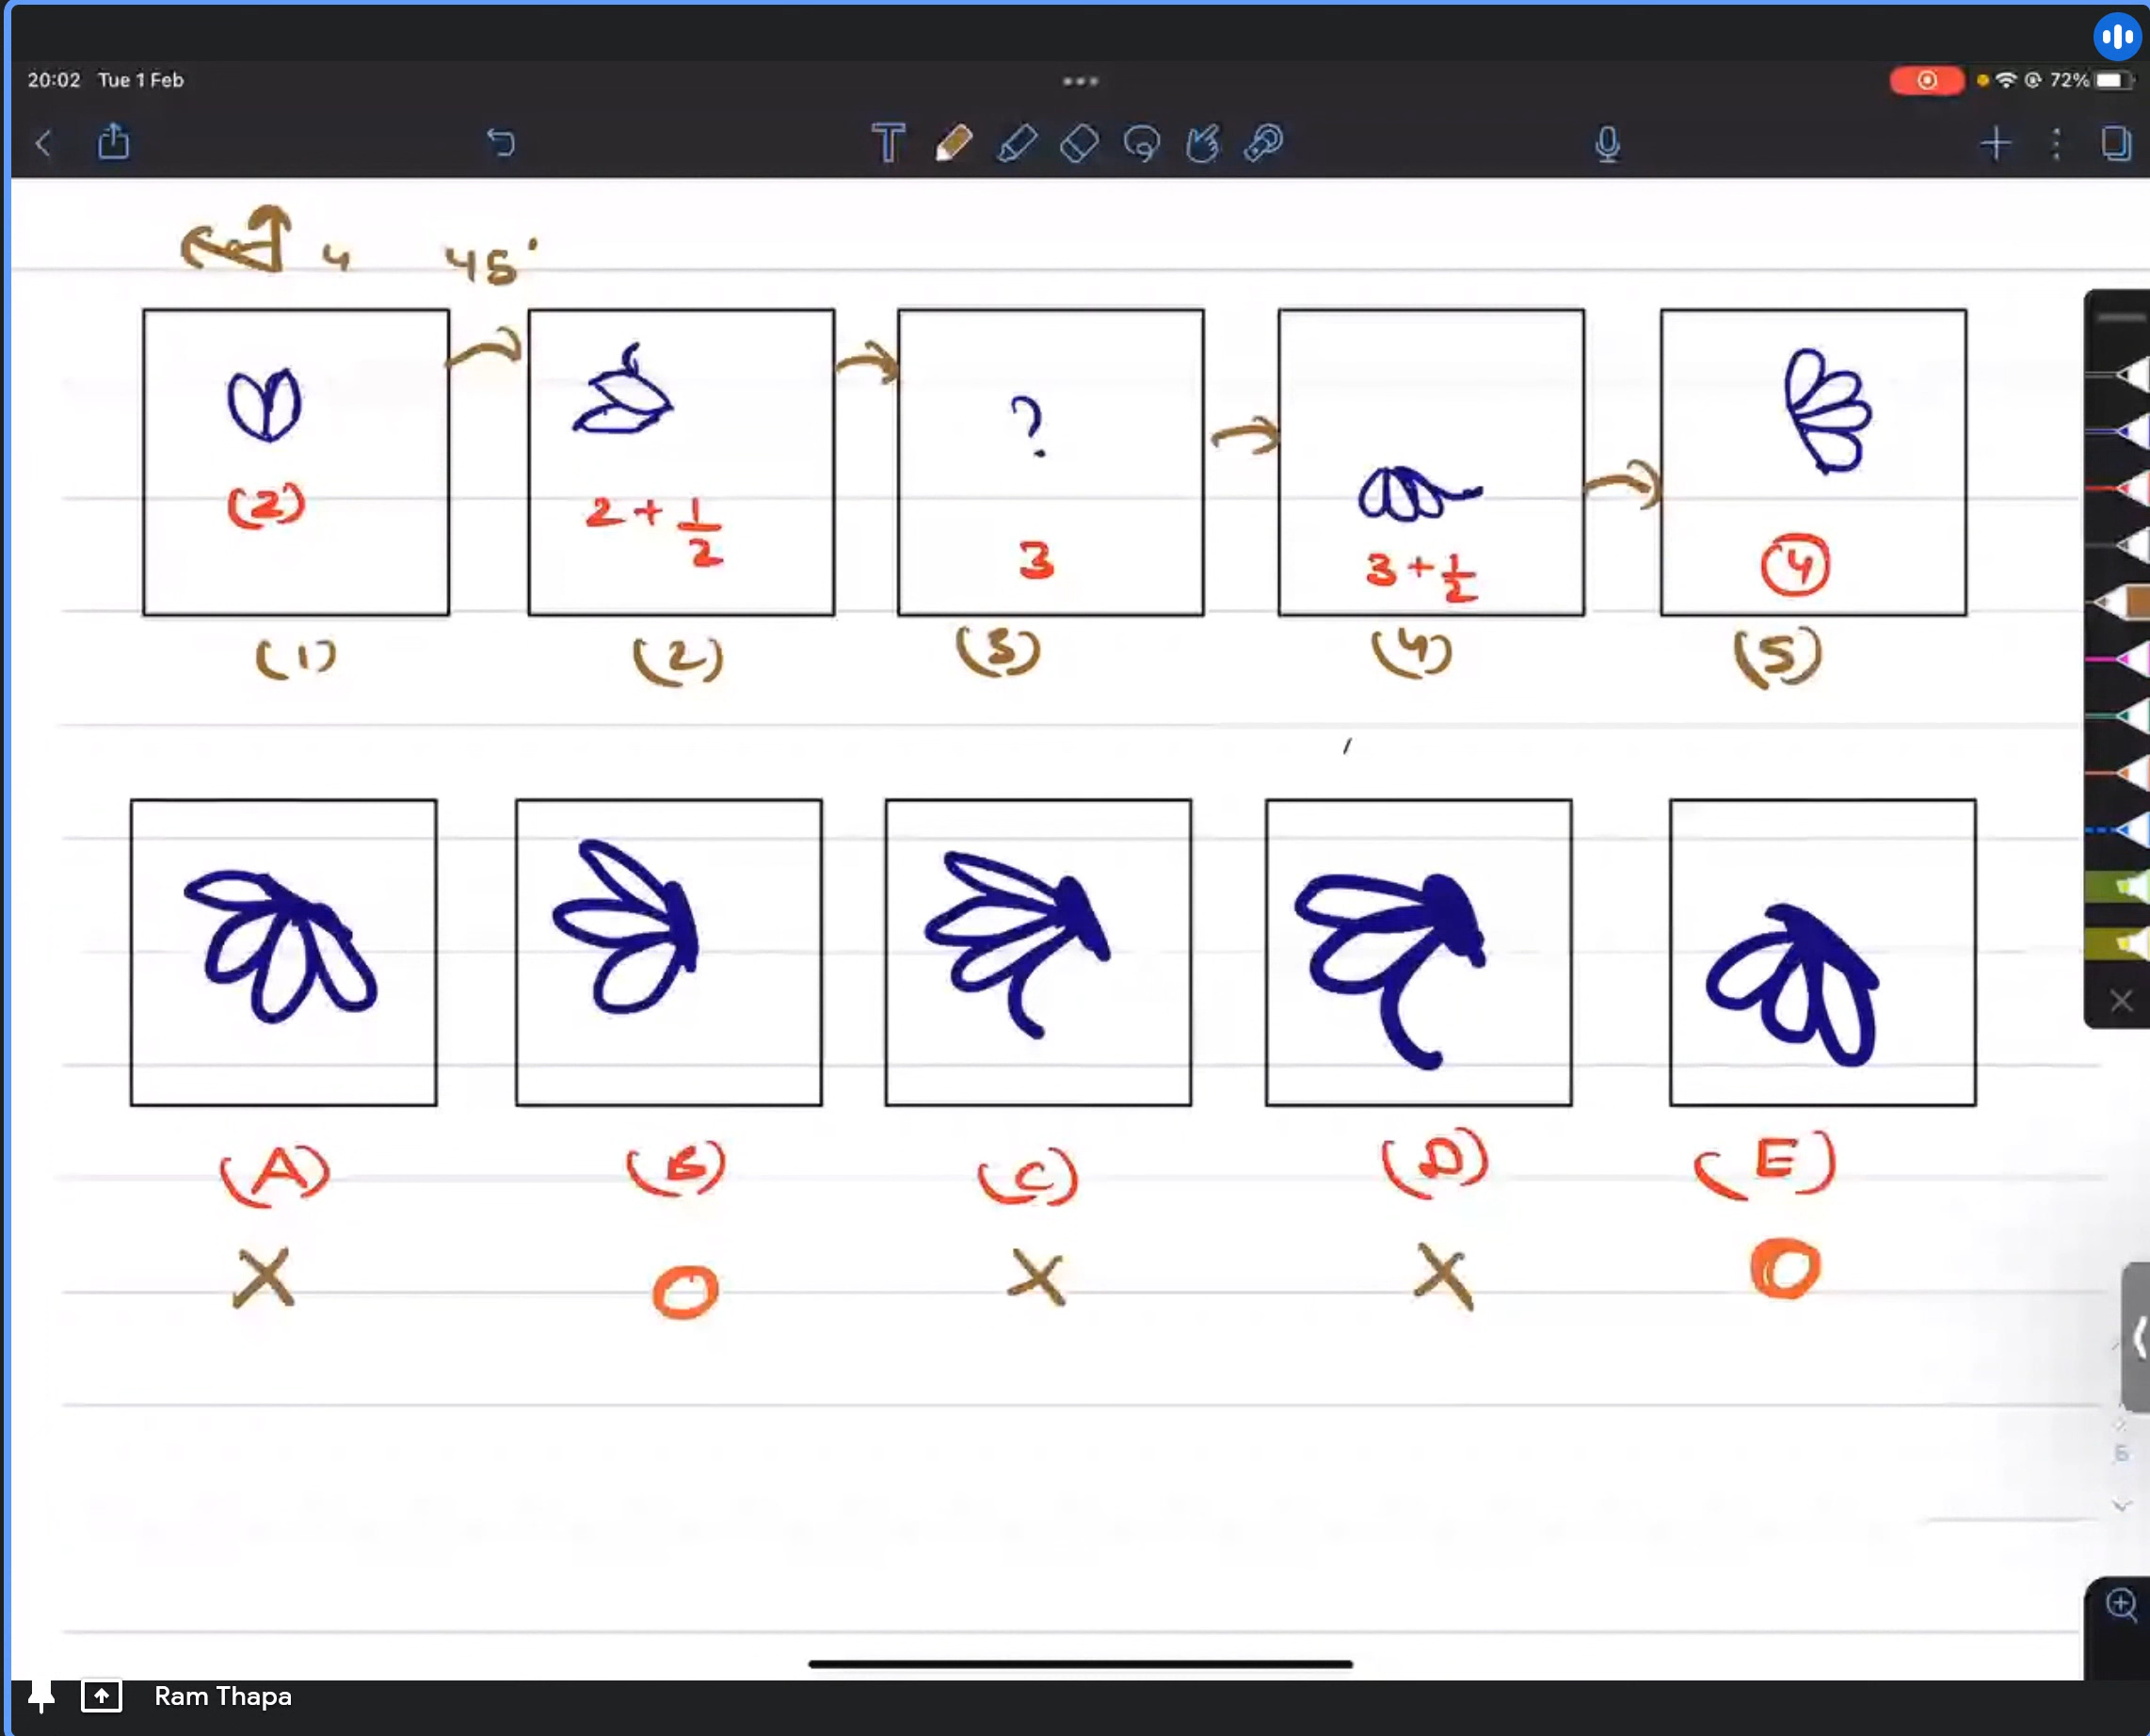 20:02 Tue 1 Feb
72%
4 45°
?
(2) 2 + 1/2 3 3 + 1/2 4
(1) (2) (3) (4) (5)
(A) (B) (C) (D) (E)
X O X X O
6
Ram Thapa